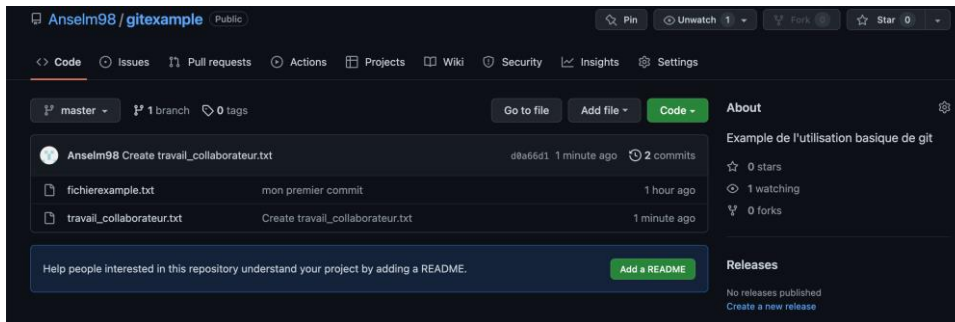 Anselm98 / gitexample Public
Pin Unwatch 1 Fork 0 Star 0
<> Code Issues Pull requests Actions Projects Wiki Security Insights Settings
master 1 branch 0 tags Go to file Add file Code
Anselm98 Create travail_collaborateur.txt d0a66d1 1 minute ago 2 commits
fichierexample.txt mon premier commit 1 hour ago
travail_collaborateur.txt Create travail_collaborateur.txt 1 minute ago
Help people interested in this repository understand your project by adding a README. Add a README
About
Example de l'utilisation basique de git
0 stars
1 watching
0 forks
Releases
No releases published
Create a new release